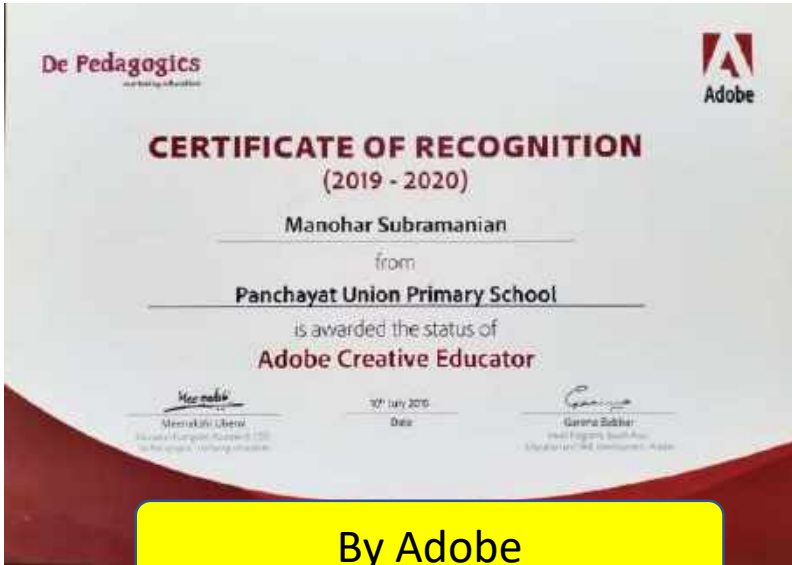 De Pedagogics
Adobe
CERTIFICATE OF RECOGNITION
(2019 - 2020)
Manohar Subramanian
from
Panchayat Union Primary School
is awarded the status of
Adobe Creative Educator
Date
By Adobe